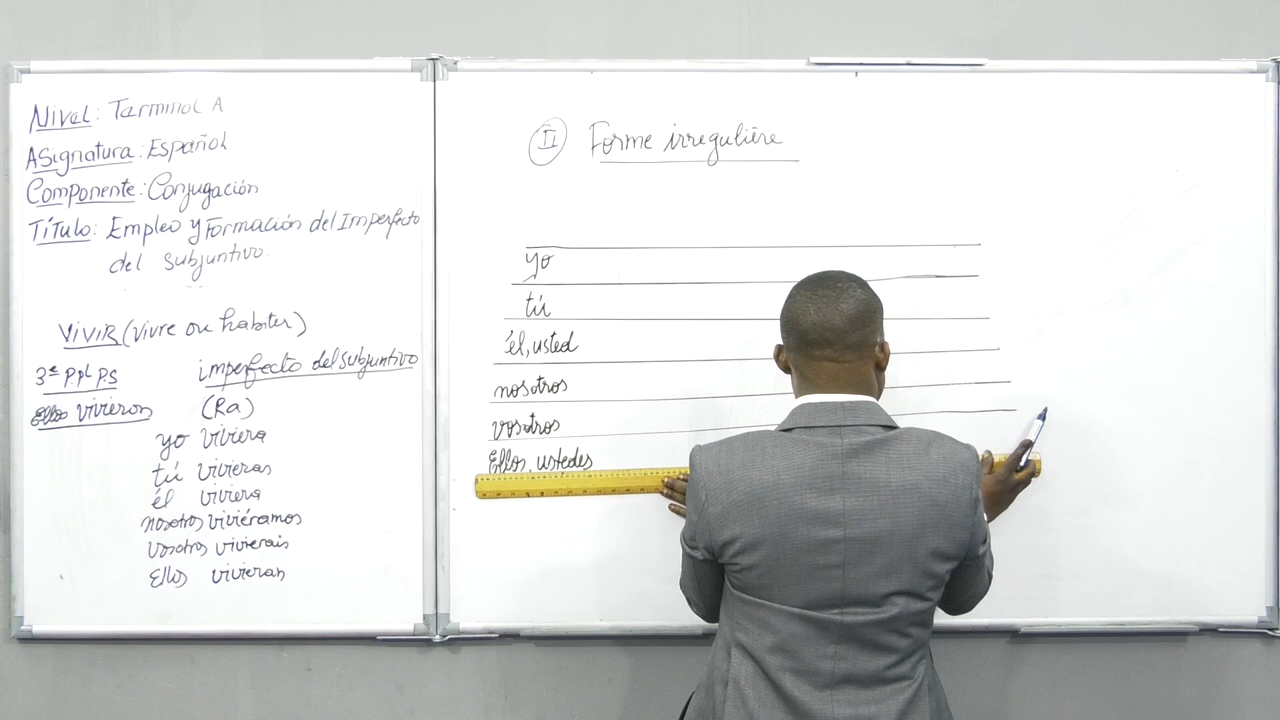 Nivel: Terminal A
Asignatura: Español
Componente: Conjugación
Título: Empleo y Formación del Imperfecto
del subjuntivo.
VIVIR (vivre ou habiter)
3e P.pl P.S
imperfecto del subjuntivo
Ellos vivieron
(Ra)
yo viviera
tú vivieras
él viviera
nosotros viviéramos
vosotros vivierais
Ellos vivieran
II Forme irregulière
yo
tú
él, usted
nosotros
vosotros
Ellos, ustedes